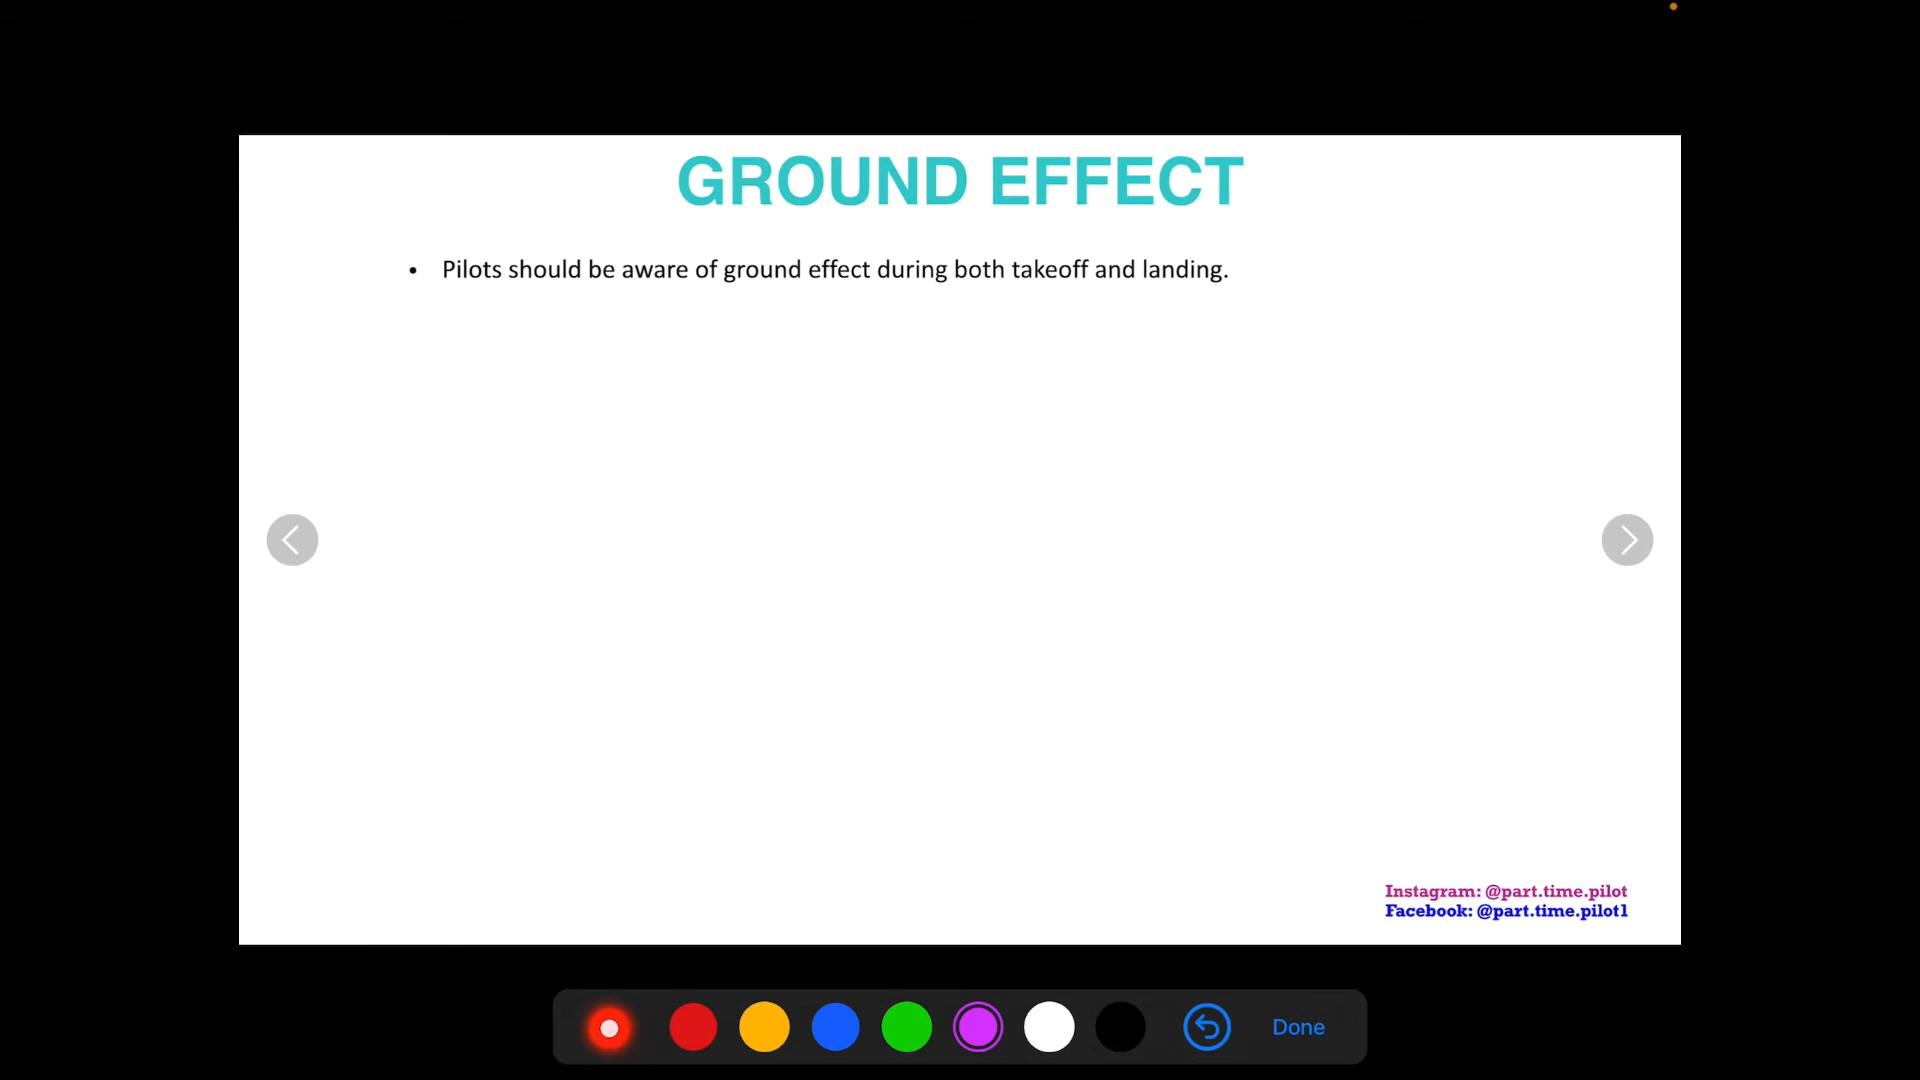 GROUND EFFECT
• Pilots should be aware of ground effect during both takeoff and landing.
Instagram: @part.time.pilot
Facebook: @part.time.pilot1
Done